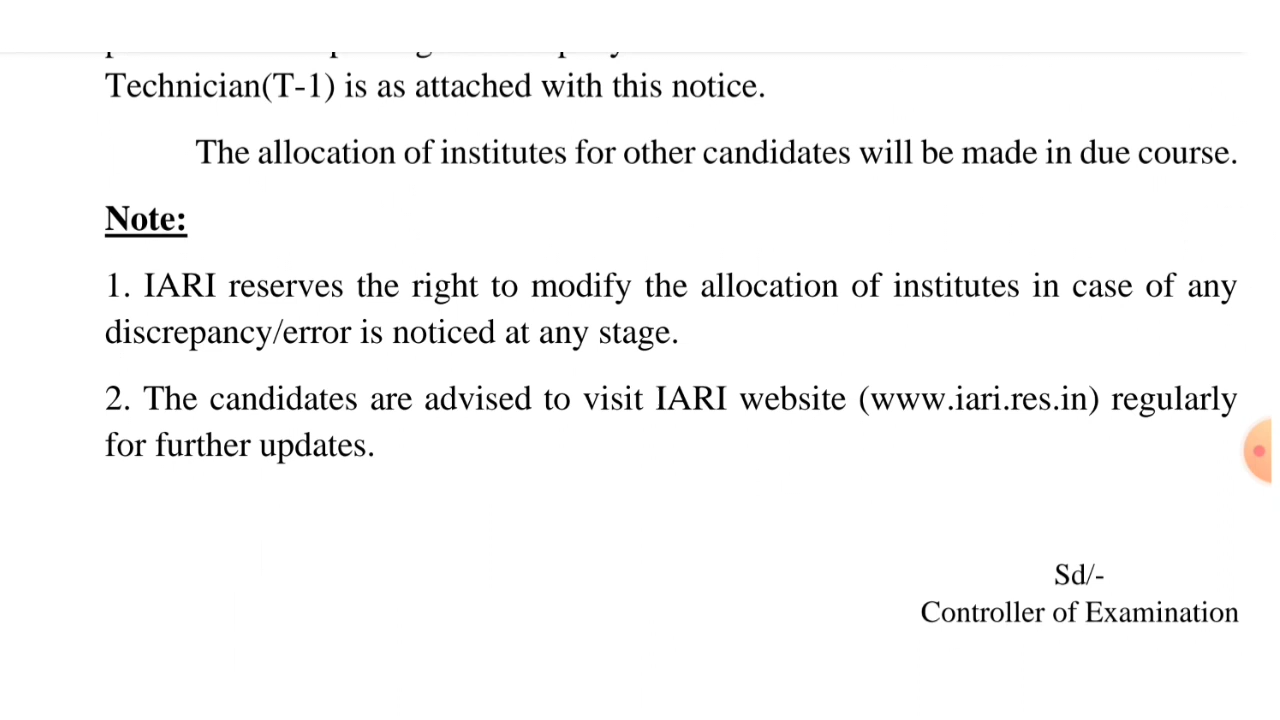 Technician(T-1) is as attached with this notice.
The allocation of institutes for other candidates will be made in due course.
Note:
1. IARI reserves the right to modify the allocation of institutes in case of any
discrepancy/error is noticed at any stage.
2. The candidates are advised to visit IARI website (www.iari.res.in) regularly
for further updates.
Sd/-
Controller of Examination